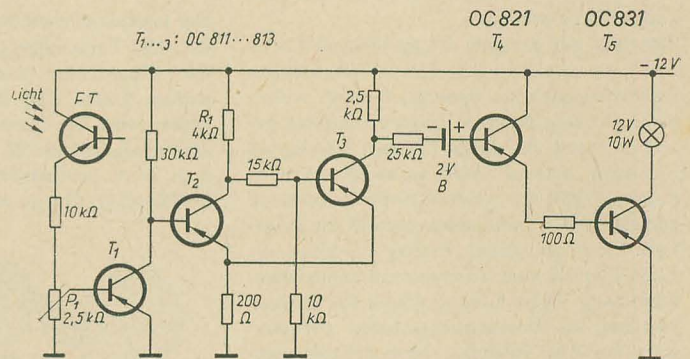 OC 821
T4
OC 831
T5
T1...3: OC 811...813
- 12V
Licht
FT
30kΩ
R1
4kΩ
2,5
kΩ
T3
− +
25kΩ
2V
B
12V
10W
15kΩ
T2
10kΩ
T1
100Ω
P1
2,5kΩ
200
Ω
10
kΩ